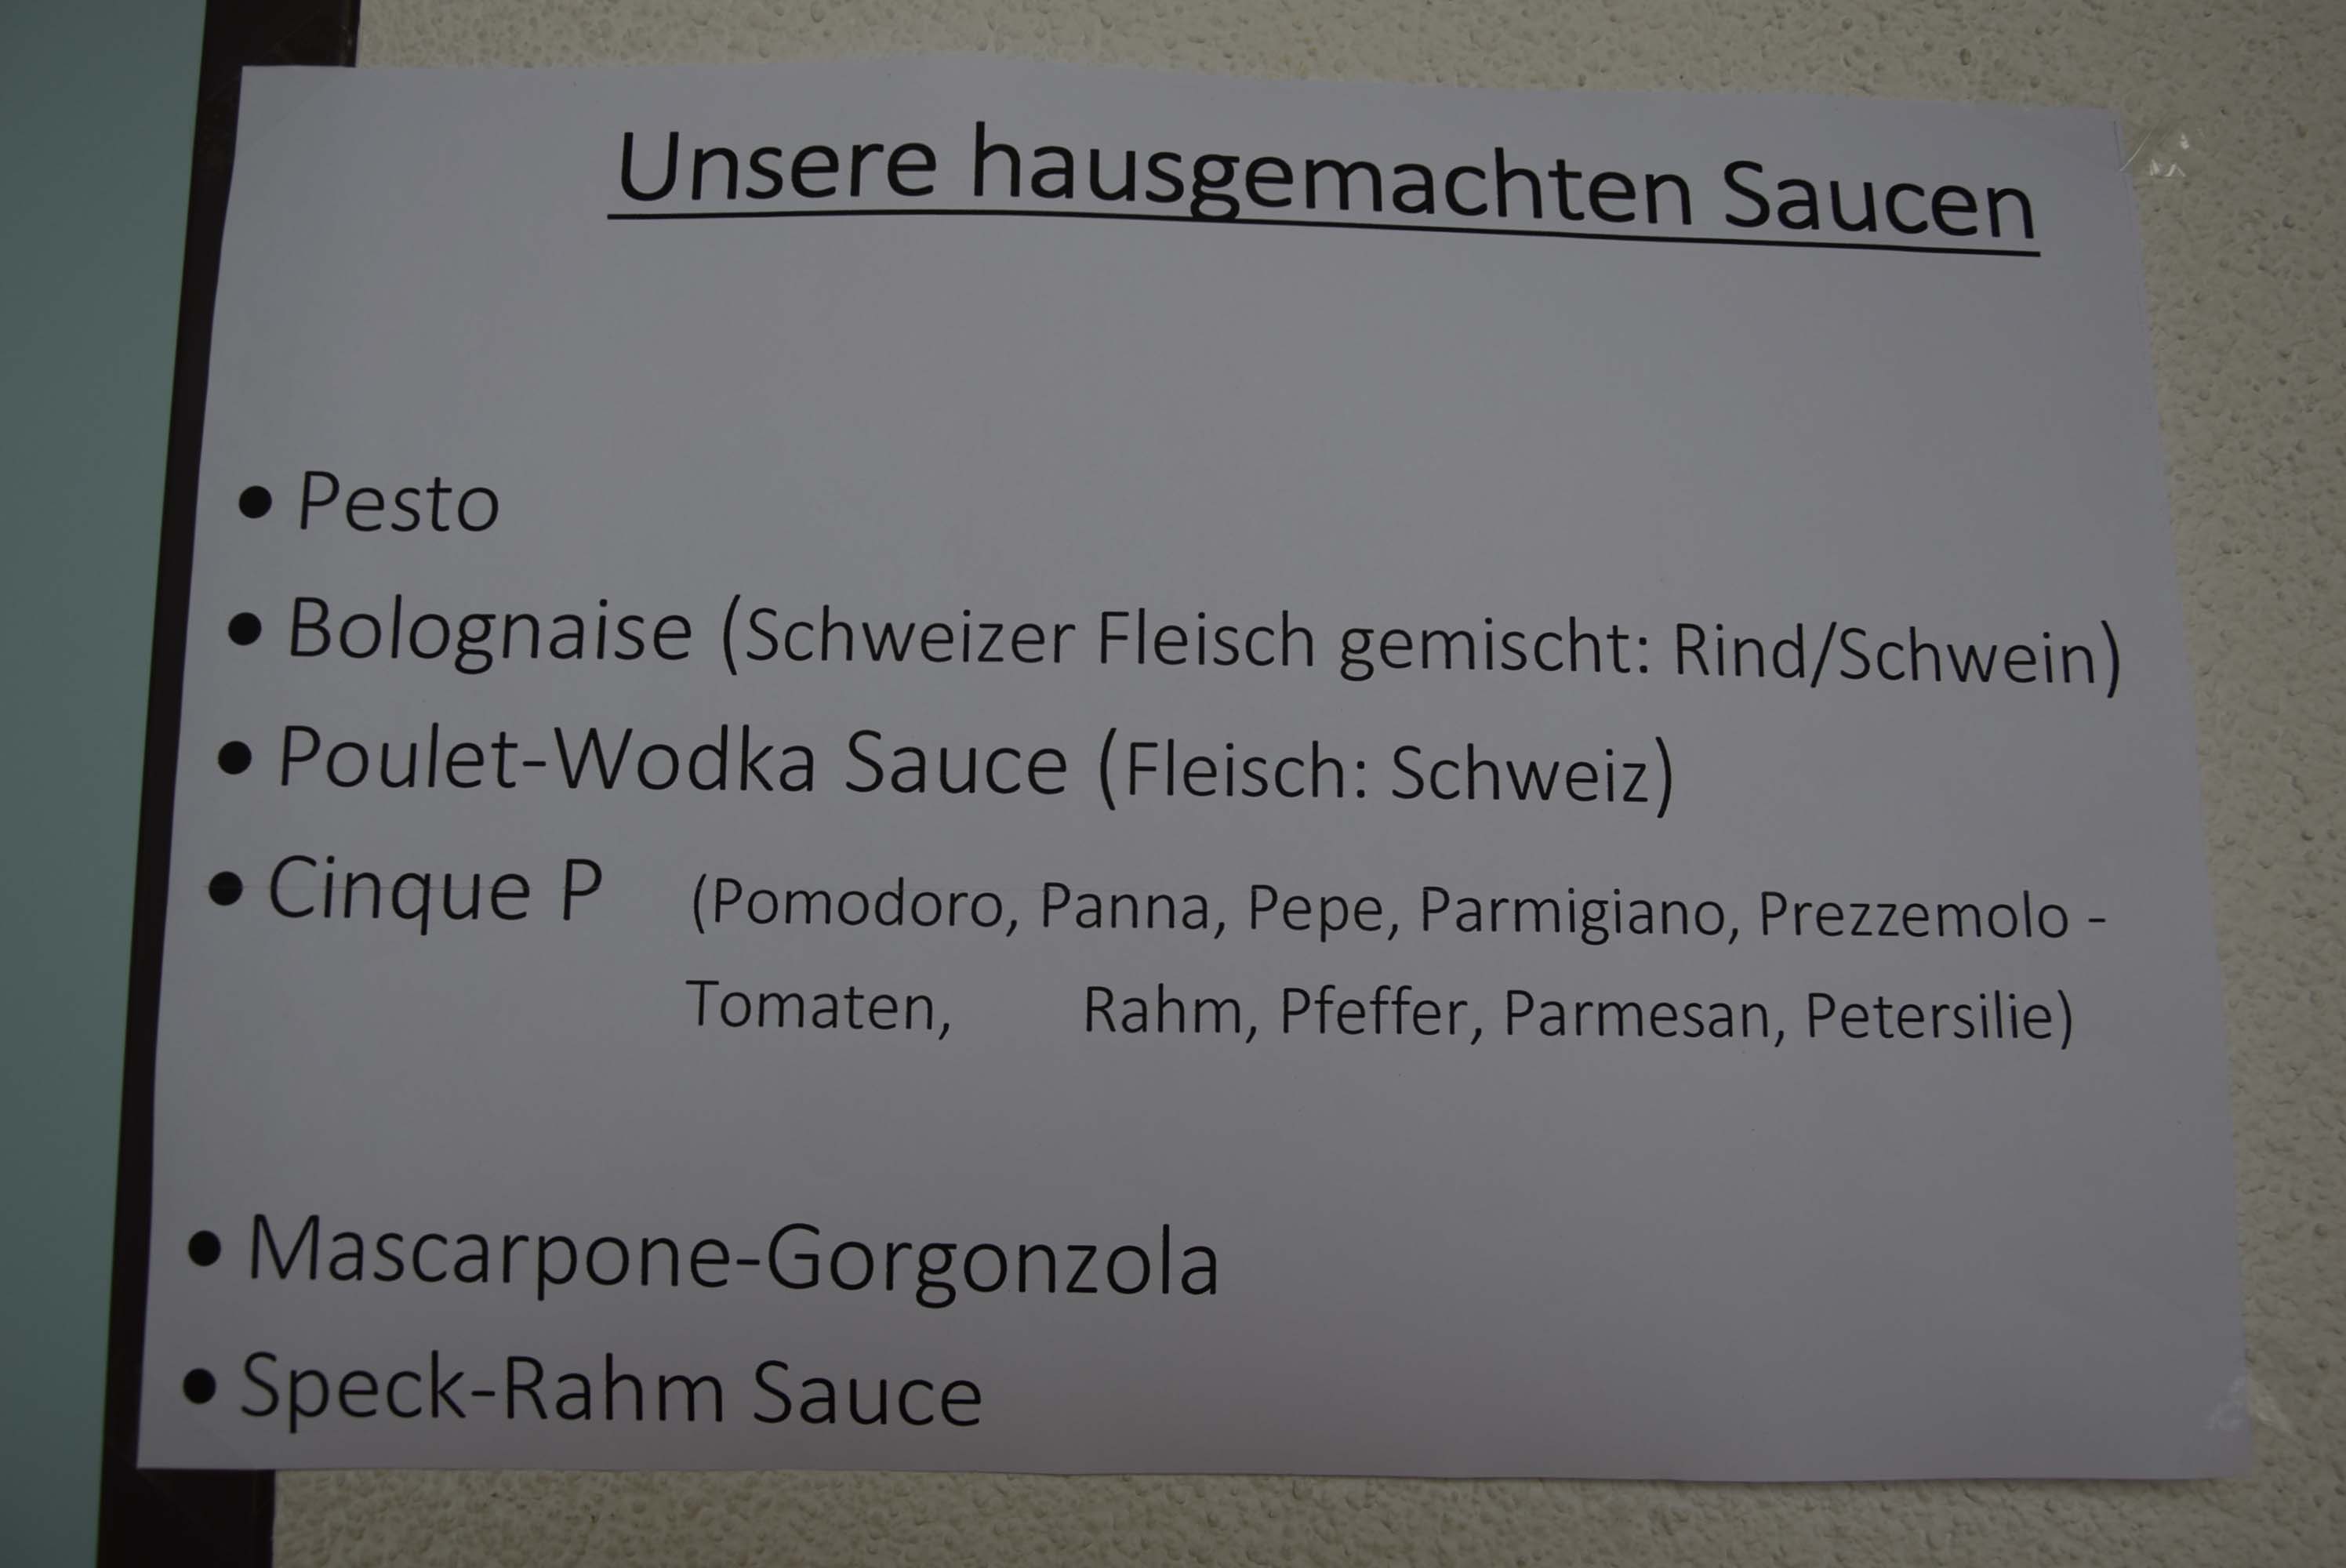 Unsere hausgemachten Saucen
• Pesto
• Bolognaise (Schweizer Fleisch gemischt: Rind/Schwein)
• Poulet-Wodka Sauce (Fleisch: Schweiz)
• Cinque P (Pomodoro, Panna, Pepe, Parmigiano, Prezzemolo -
Tomaten, Rahm, Pfeffer, Parmesan, Petersilie)
• Mascarpone-Gorgonzola
• Speck-Rahm Sauce